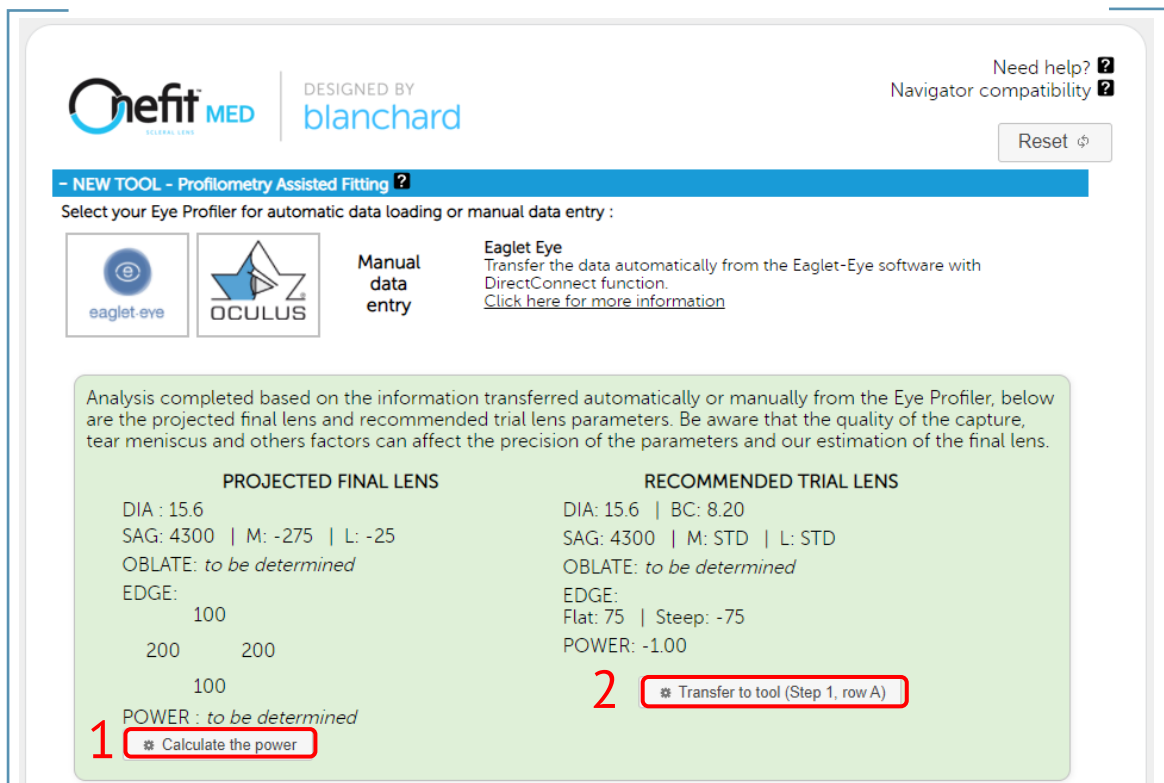 Need help? ?
Navigator compatibility ?
Onefit™ MED
SCLERAL LENS
DESIGNED BY
blanchard
Reset
– NEW TOOL - Profilometry Assisted Fitting ?
Select your Eye Profiler for automatic data loading or manual data entry :
eaglet-eye
OCULUS
Manual
data
entry
Eaglet Eye
Transfer the data automatically from the Eaglet-Eye software with
DirectConnect function.
Click here for more information
Analysis completed based on the information transferred automatically or manually from the Eye Profiler, below
are the projected final lens and recommended trial lens parameters. Be aware that the quality of the capture,
tear meniscus and others factors can affect the precision of the parameters and our estimation of the final lens.
PROJECTED FINAL LENS
DIA : 15.6
SAG: 4300 | M: -275 | L: -25
OBLATE: to be determined
EDGE:
100
200 200
100
POWER : to be determined
1
Calculate the power
RECOMMENDED TRIAL LENS
DIA: 15.6 | BC: 8.20
SAG: 4300 | M: STD | L: STD
OBLATE: to be determined
EDGE:
Flat: 75 | Steep: -75
POWER: -1.00
2
Transfer to tool (Step 1, row A)